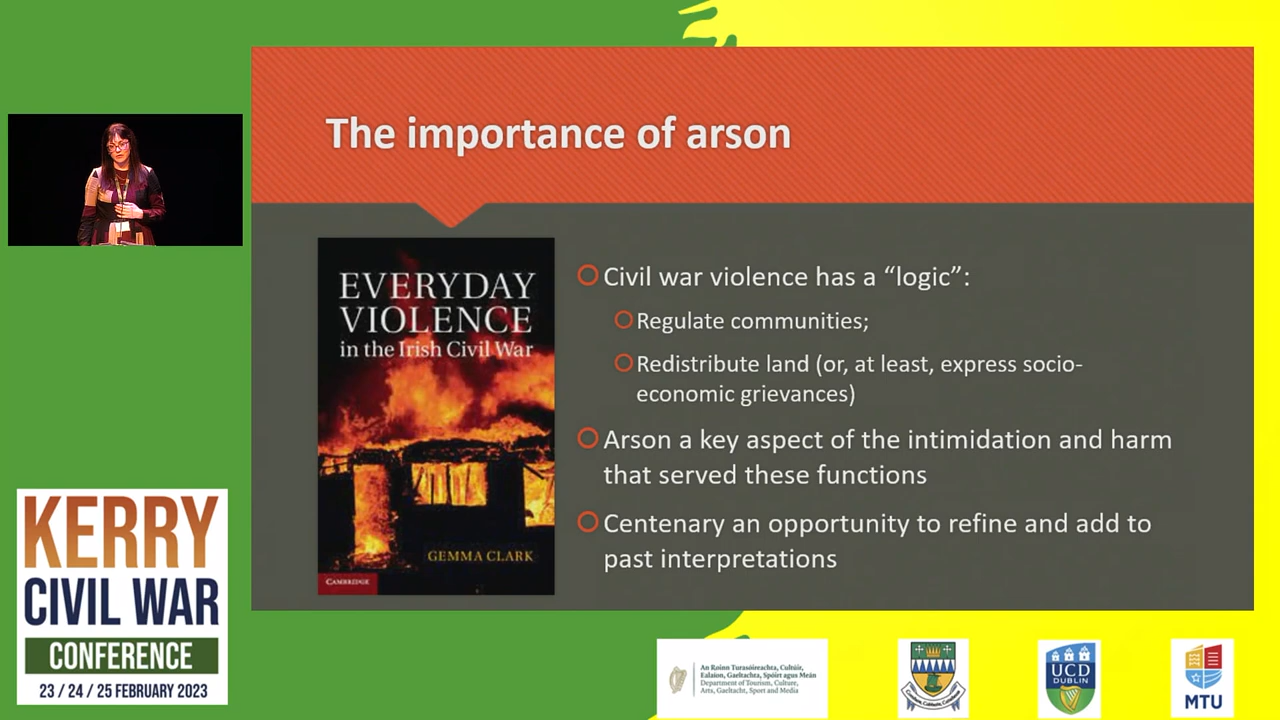 The importance of arson
EVERYDAY
VIOLENCE
in the Irish Civil War
GEMMA CLARK
CAMBRIDGE
Civil war violence has a “logic”:
Regulate communities;
Redistribute land (or, at least, express socio-
economic grievances)
Arson a key aspect of the intimidation and harm
that served these functions
Centenary an opportunity to refine and add to
past interpretations
KERRY
CIVIL WAR
CONFERENCE
23 / 24 / 25 FEBRUARY 2023
An Roinn Turasóireachta, Cultúir,
Ealaíon, Gaeltachta, Spóirt agus Meán
Department of Tourism, Culture,
Arts, Gaeltacht, Sport and Media
UCD
DUBLIN
MTU